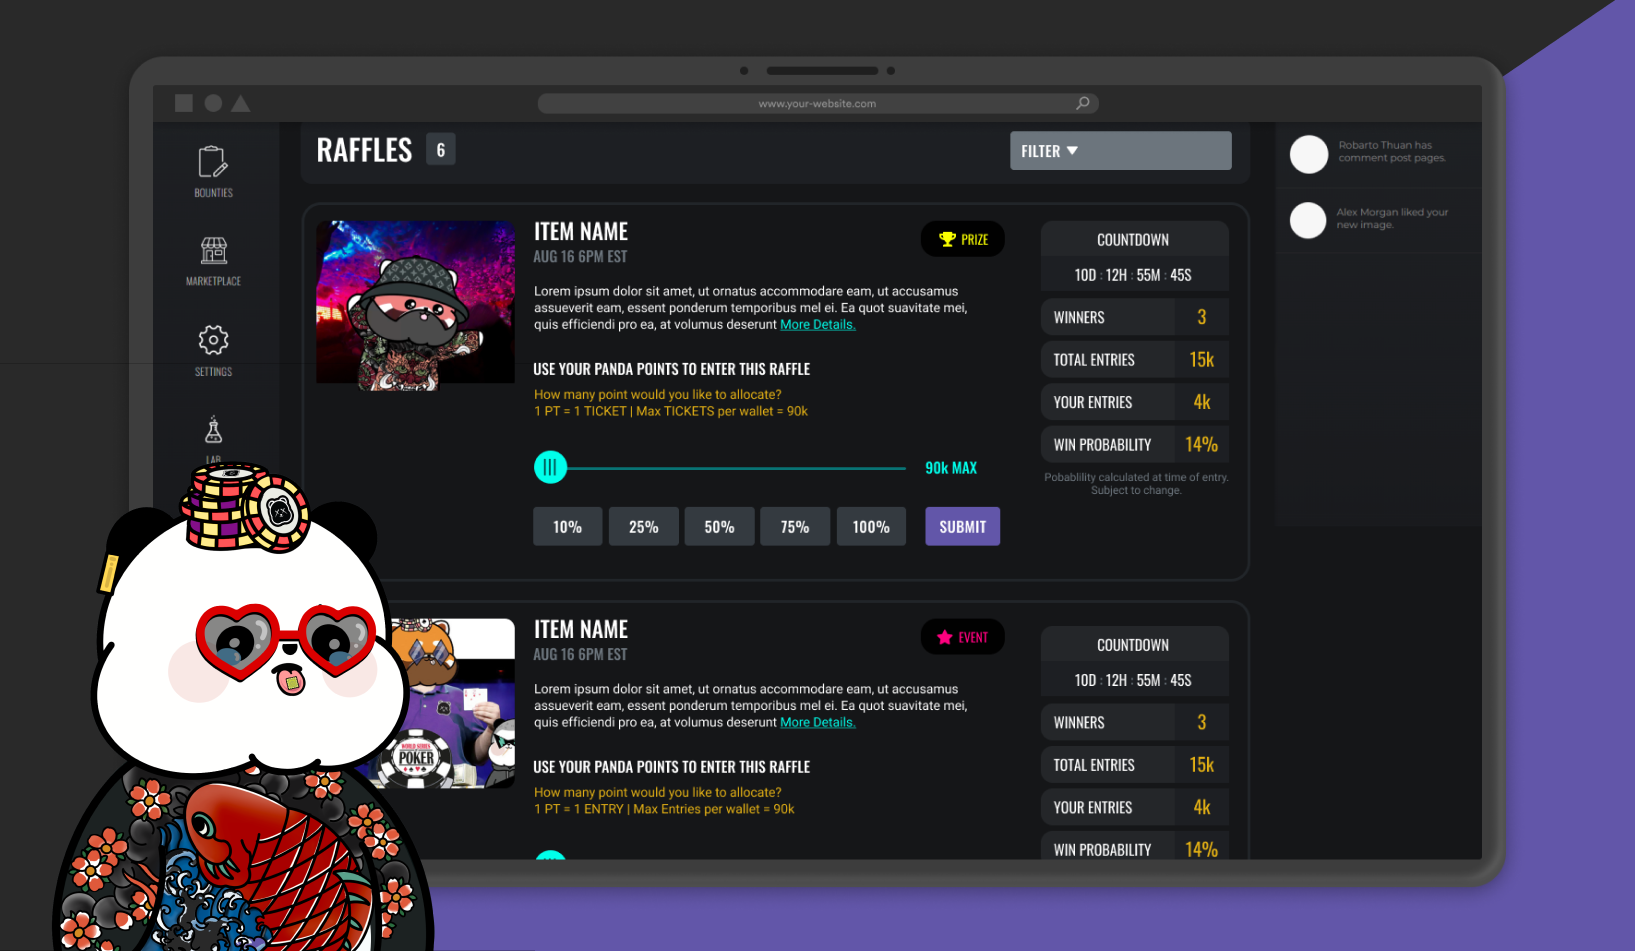 www.your-website.com
BOUNTIES
MARKETPLACE
SETTINGS
LAB
RAFFLES 6
FILTER
ITEM NAME
AUG 16 6PM EST
PRIZE
Lorem ipsum dolor sit amet, ut ornatus accommodare eam, ut accusamus
assueverit eam, essent ponderum temporibus mel ei. Ea quot suavitate mei,
quis efficiendi pro ea, at volumus deserunt More Details.
USE YOUR PANDA POINTS TO ENTER THIS RAFFLE
How many point would you like to allocate?
1 PT = 1 TICKET | Max TICKETS per wallet = 90k
90k MAX
10% 25% 50% 75% 100% SUBMIT
COUNTDOWN
10D : 12H : 55M : 45S
WINNERS 3
TOTAL ENTRIES 15k
YOUR ENTRIES 4k
WIN PROBABILITY 14%
Pobablility calculated at time of entry.
Subject to change.
ITEM NAME
AUG 16 6PM EST
EVENT
Lorem ipsum dolor sit amet, ut ornatus accommodare eam, ut accusamus
assueverit eam, essent ponderum temporibus mel ei. Ea quot suavitate mei,
quis efficiendi pro ea, at volumus deserunt More Details.
USE YOUR PANDA POINTS TO ENTER THIS RAFFLE
How many point would you like to allocate?
1 PT = 1 ENTRY | Max Entries per wallet = 90k
WORLD SERIES
POKER
COUNTDOWN
10D : 12H : 55M : 45S
WINNERS 3
TOTAL ENTRIES 15k
YOUR ENTRIES 4k
WIN PROBABILITY 14%
Robarto Thuan has
comment post pages.
Alex Morgan liked your
new image.